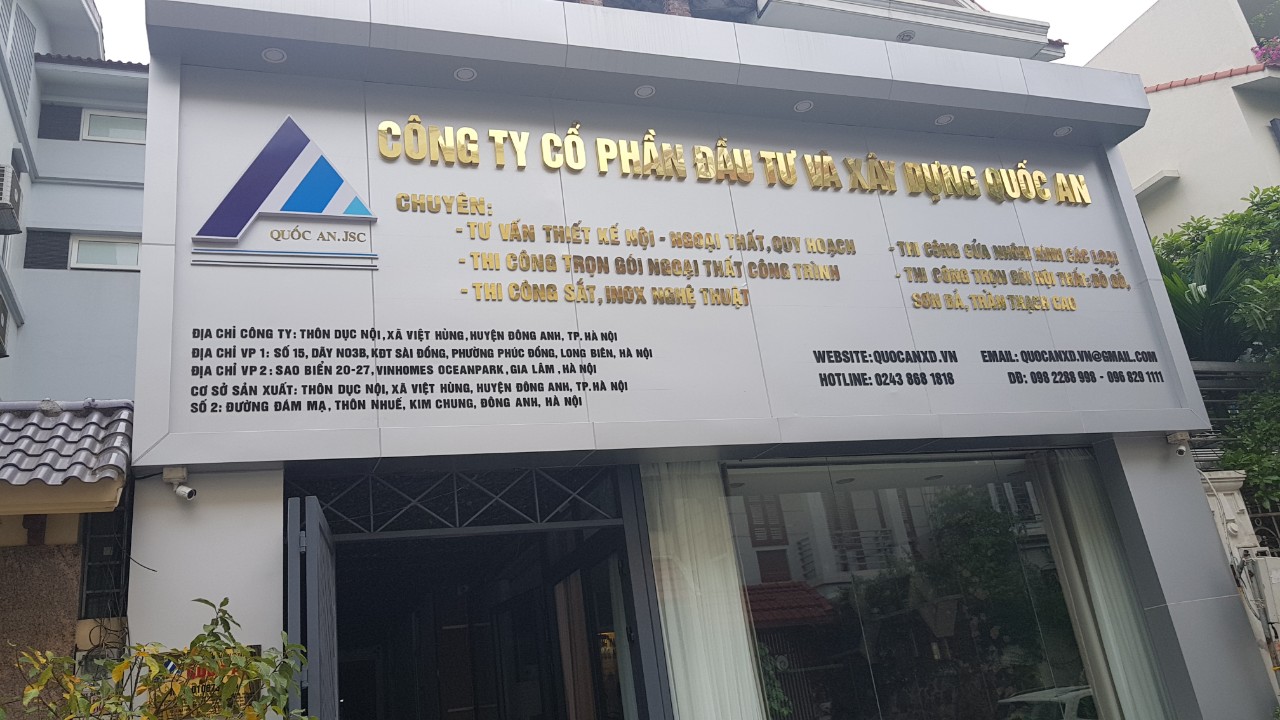 CÔNG TY CỔ PHẦN ĐẦU TƯ VÀ XÂY DỰNG QUỐC AN
QUỐC AN.JSC
CHUYÊN:
- TƯ VẤN THIẾT KẾ NỘI - NGOẠI THẤT, QUY HOẠCH
- THI CÔNG TRỌN GÓI NGOẠI THẤT CÔNG TRÌNH
- THI CÔNG SẮT, INOX NGHỆ THUẬT
- THI CÔNG CỬA NHÔM KÍNH CÁC LOẠI
- THI CÔNG TRỌN GÓI NỘI THẤT: ĐỒ GỖ,
SƠN ĐÁ, TRẦN THẠCH CAO
ĐỊA CHỈ CÔNG TY: THÔN DỤC NỘI, XÃ VIỆT HÙNG, HUYỆN ĐÔNG ANH, TP. HÀ NỘI
ĐỊA CHỈ VP 1: SỐ 15, DÃY NO3B, KĐT SÀI ĐỒNG, PHƯỜNG PHÚC ĐỒNG, LONG BIÊN, HÀ NỘI
ĐỊA CHỈ VP 2: SAO BIỂN 20-27, VINHOMES OCEANPARK, GIA LÂM, HÀ NỘI
CƠ SỞ SẢN XUẤT: THÔN DỤC NỘI, XÃ VIỆT HÙNG, HUYỆN ĐÔNG ANH, TP.HÀ NỘI
SỐ 2: ĐƯỜNG ĐÁM MẠ, THÔN NHUẾ, KIM CHUNG, ĐÔNG ANH, HÀ NỘI
WEBSITE: QUOCANXD.VN
EMAIL: QUOCANXD.VN@GMAIL.COM
HOTLINE: 0243 868 1818
DĐ: 098 2288 998 - 096 829 1111